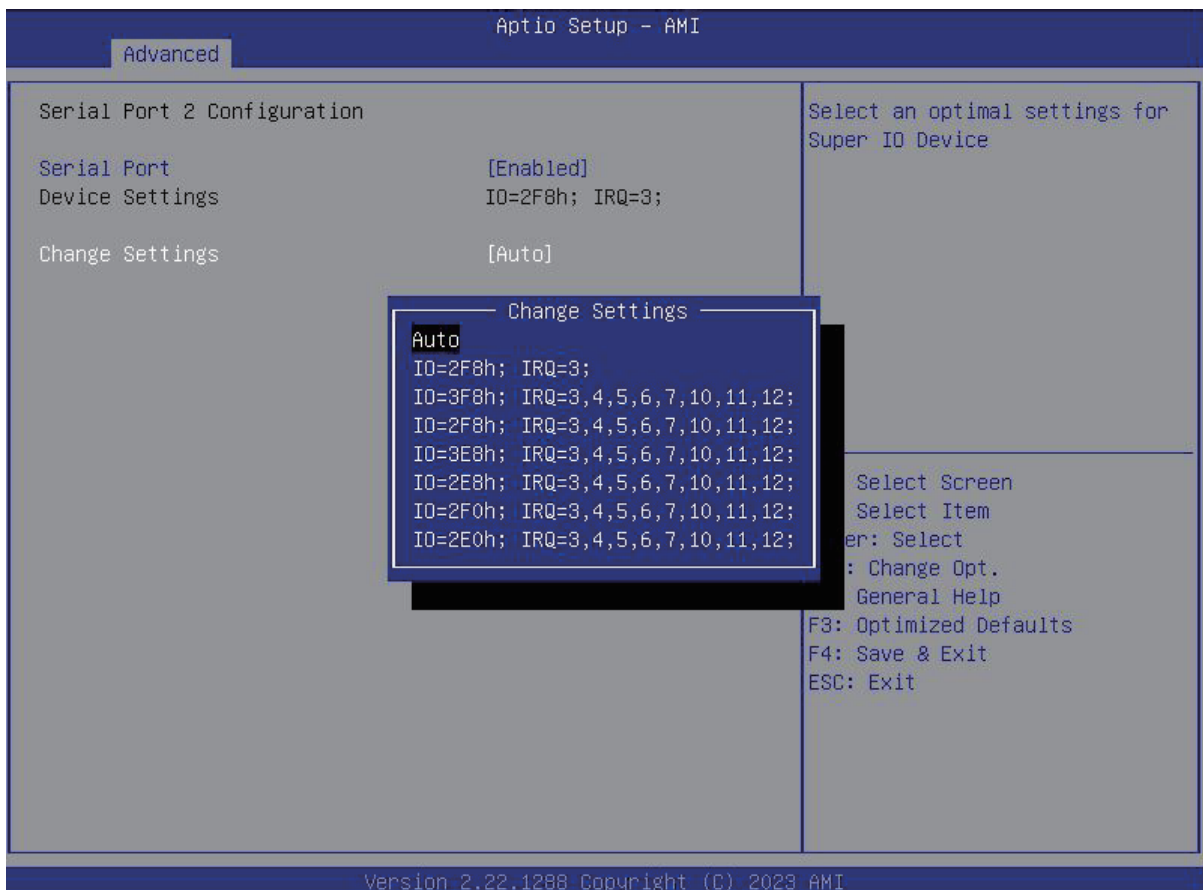 Aptio Setup - AMI
Advanced
Serial Port 2 Configuration
Serial Port [Enabled]
Device Settings IO=2F8h; IRQ=3;
Change Settings [Auto]
Select an optimal settings for
Super IO Device
Change Settings
Auto
IO=2F8h; IRQ=3;
IO=3F8h; IRQ=3,4,5,6,7,10,11,12;
IO=2F8h; IRQ=3,4,5,6,7,10,11,12;
IO=3E8h; IRQ=3,4,5,6,7,10,11,12;
IO=2E8h; IRQ=3,4,5,6,7,10,11,12;
IO=2F0h; IRQ=3,4,5,6,7,10,11,12;
IO=2E0h; IRQ=3,4,5,6,7,10,11,12;
Select Screen
Select Item
er: Select
: Change Opt.
General Help
F3: Optimized Defaults
F4: Save & Exit
ESC: Exit
Version 2.22.1288 Copyright (C) 2023 AMI